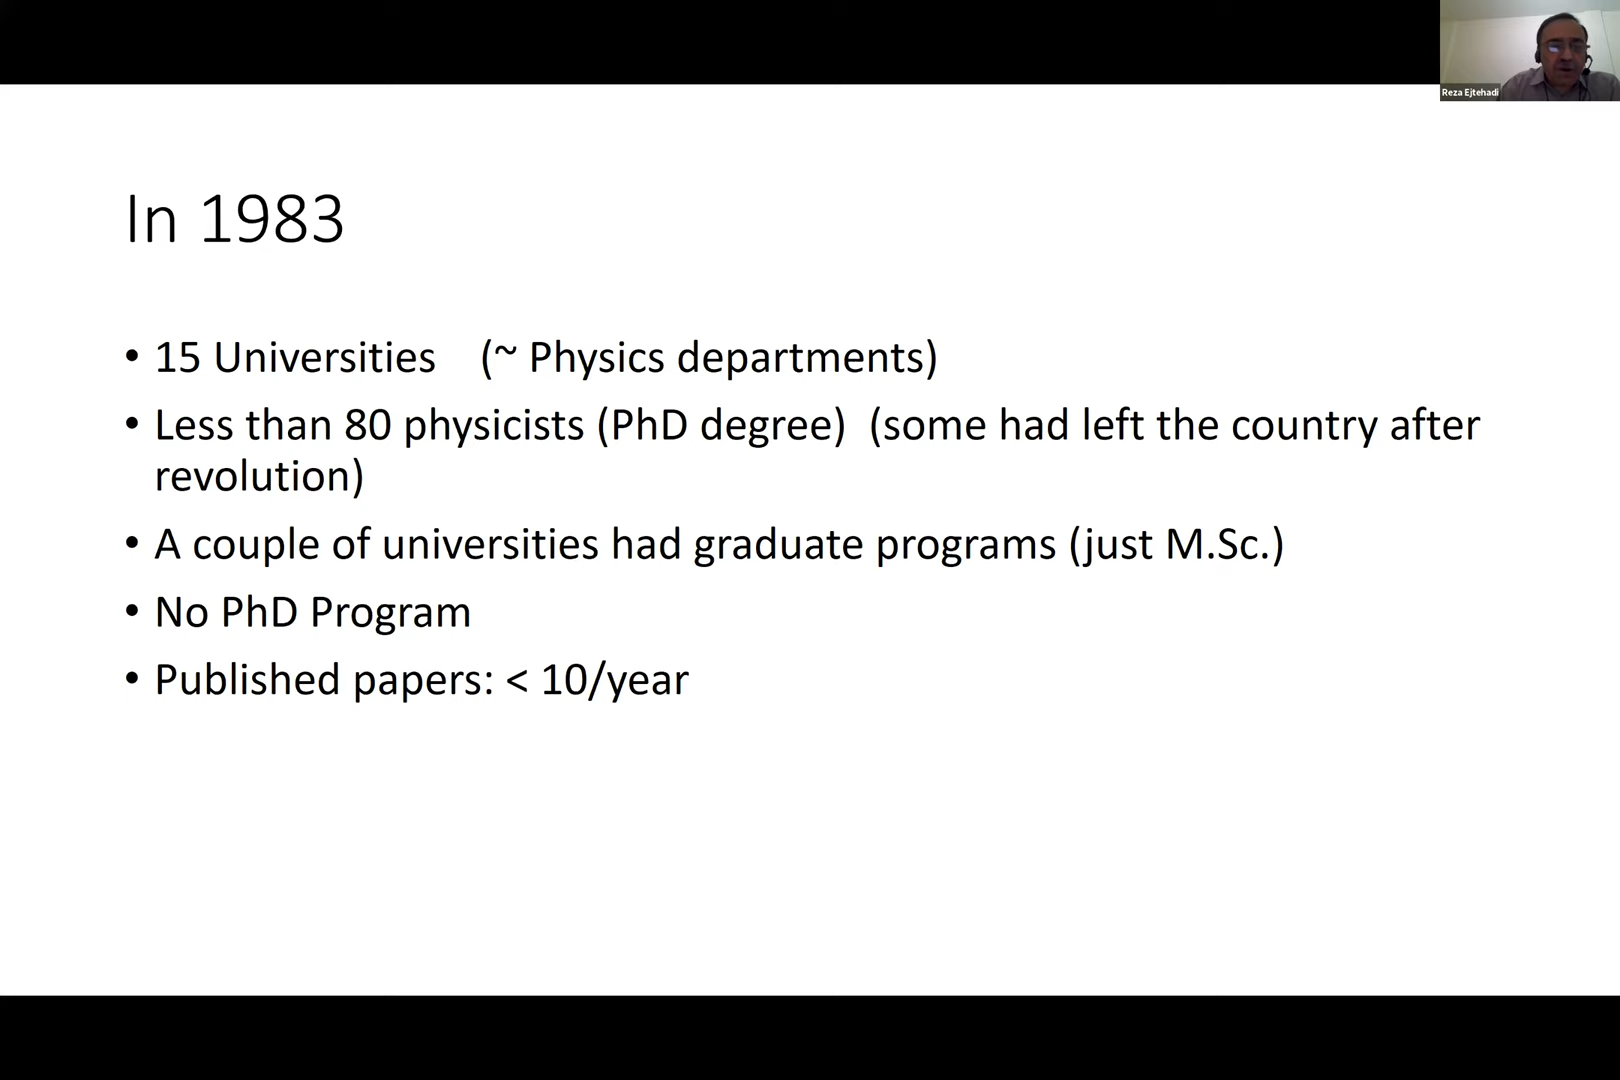 Reza Ejtehadi
In 1983
• 15 Universities (~ Physics departments)
• Less than 80 physicists (PhD degree) (some had left the country after
revolution)
• A couple of universities had graduate programs (just M.Sc.)
• No PhD Program
• Published papers: < 10/year